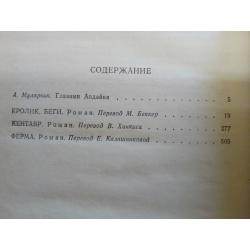 СОДЕРЖАНИЕ
А. Мулярчик. Глазами Апдайка . . . . . . . . . . 5
КРОЛИК, БЕГИ. Роман. Перевод М. Беккер . . . . . 19
КЕНТАВР. Роман. Перевод В. Хинкиса . . . . . . . 277
ФЕРМА. Роман. Перевод Е. Калашниковой . . . . . . 505